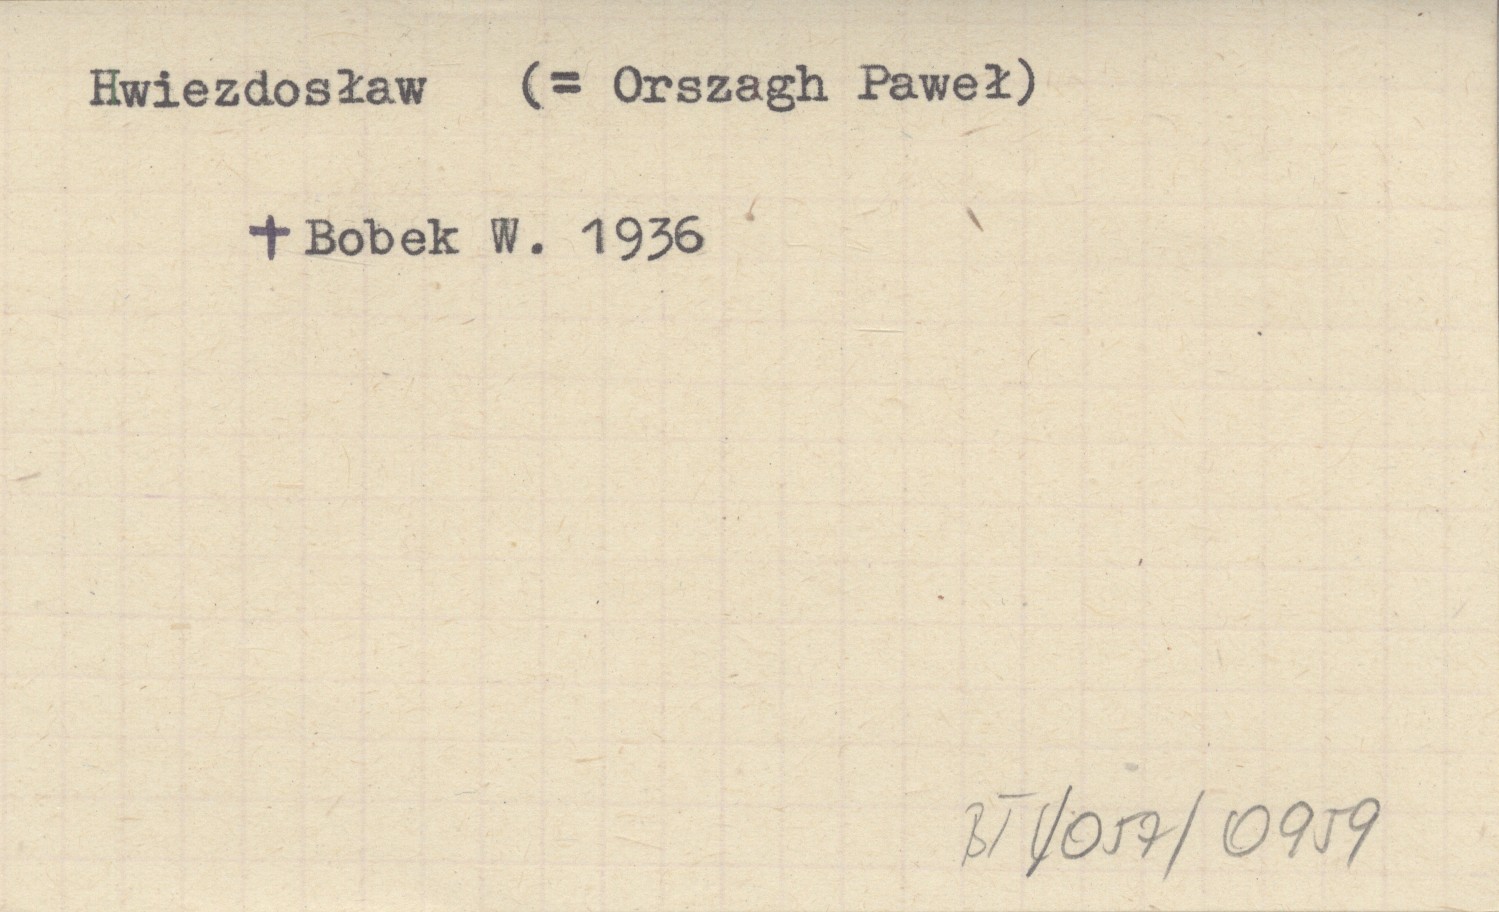 Hwiezdosław (= Orszagh Paweł)
† Bobek W. 1936
BT I/057/ 0959